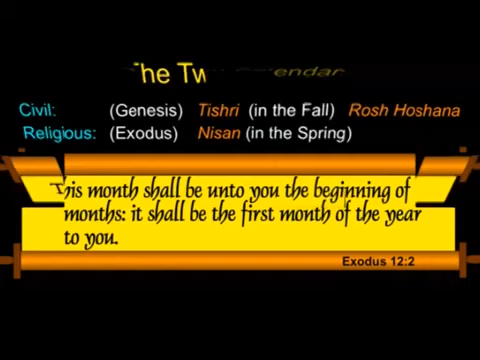 The Tw Calendar
Civil: (Genesis) Tishri (in the Fall) Rosh Hoshana
Religious: (Exodus) Nisan (in the Spring)
This month shall be unto you the beginning of
months: it shall be the first month of the year
to you.
Exodus 12:2